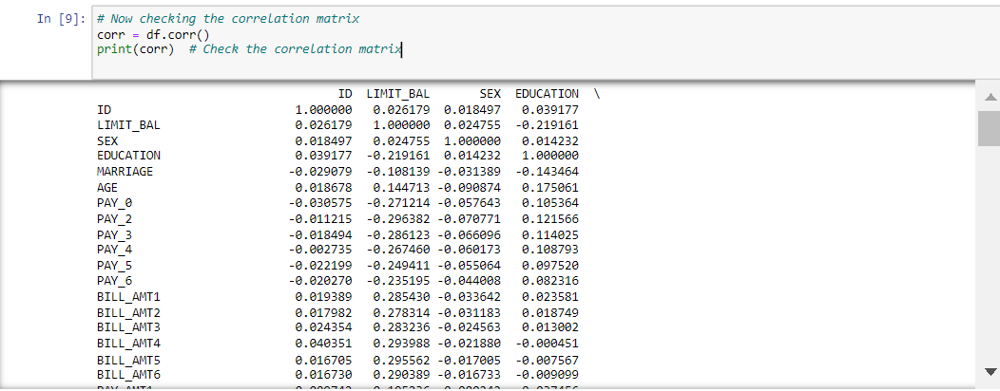 In [9]: # Now checking the correlation matrix
corr = df.corr()
print(corr)  # Check the correlation matrix
ID  LIMIT_BAL       SEX  EDUCATION  \
ID                          1.000000   0.026179  0.018497   0.039177
LIMIT_BAL                   0.026179   1.000000  0.024755  -0.219161
SEX                         0.018497   0.024755  1.000000   0.014232
EDUCATION                   0.039177  -0.219161  0.014232   1.000000
MARRIAGE                   -0.029079  -0.108139 -0.031389  -0.143464
AGE                         0.018678   0.144713 -0.090874   0.175061
PAY_0                      -0.030575  -0.271214 -0.057643   0.105364
PAY_2                      -0.011215  -0.296382 -0.070771   0.121566
PAY_3                      -0.018494  -0.286123 -0.066096   0.114025
PAY_4                      -0.002735  -0.267460 -0.060173   0.108793
PAY_5                      -0.022199  -0.249411 -0.055064   0.097520
PAY_6                      -0.020270  -0.235195 -0.044008   0.082316
BILL_AMT1                   0.019389   0.285430 -0.033642   0.023581
BILL_AMT2                   0.017982   0.278314 -0.031183   0.018749
BILL_AMT3                   0.024354   0.283236 -0.024563   0.013002
BILL_AMT4                   0.040351   0.293988 -0.021880  -0.000451
BILL_AMT5                   0.016705   0.295562 -0.017005  -0.007567
BILL_AMT6                   0.016730   0.290389 -0.016733  -0.009099